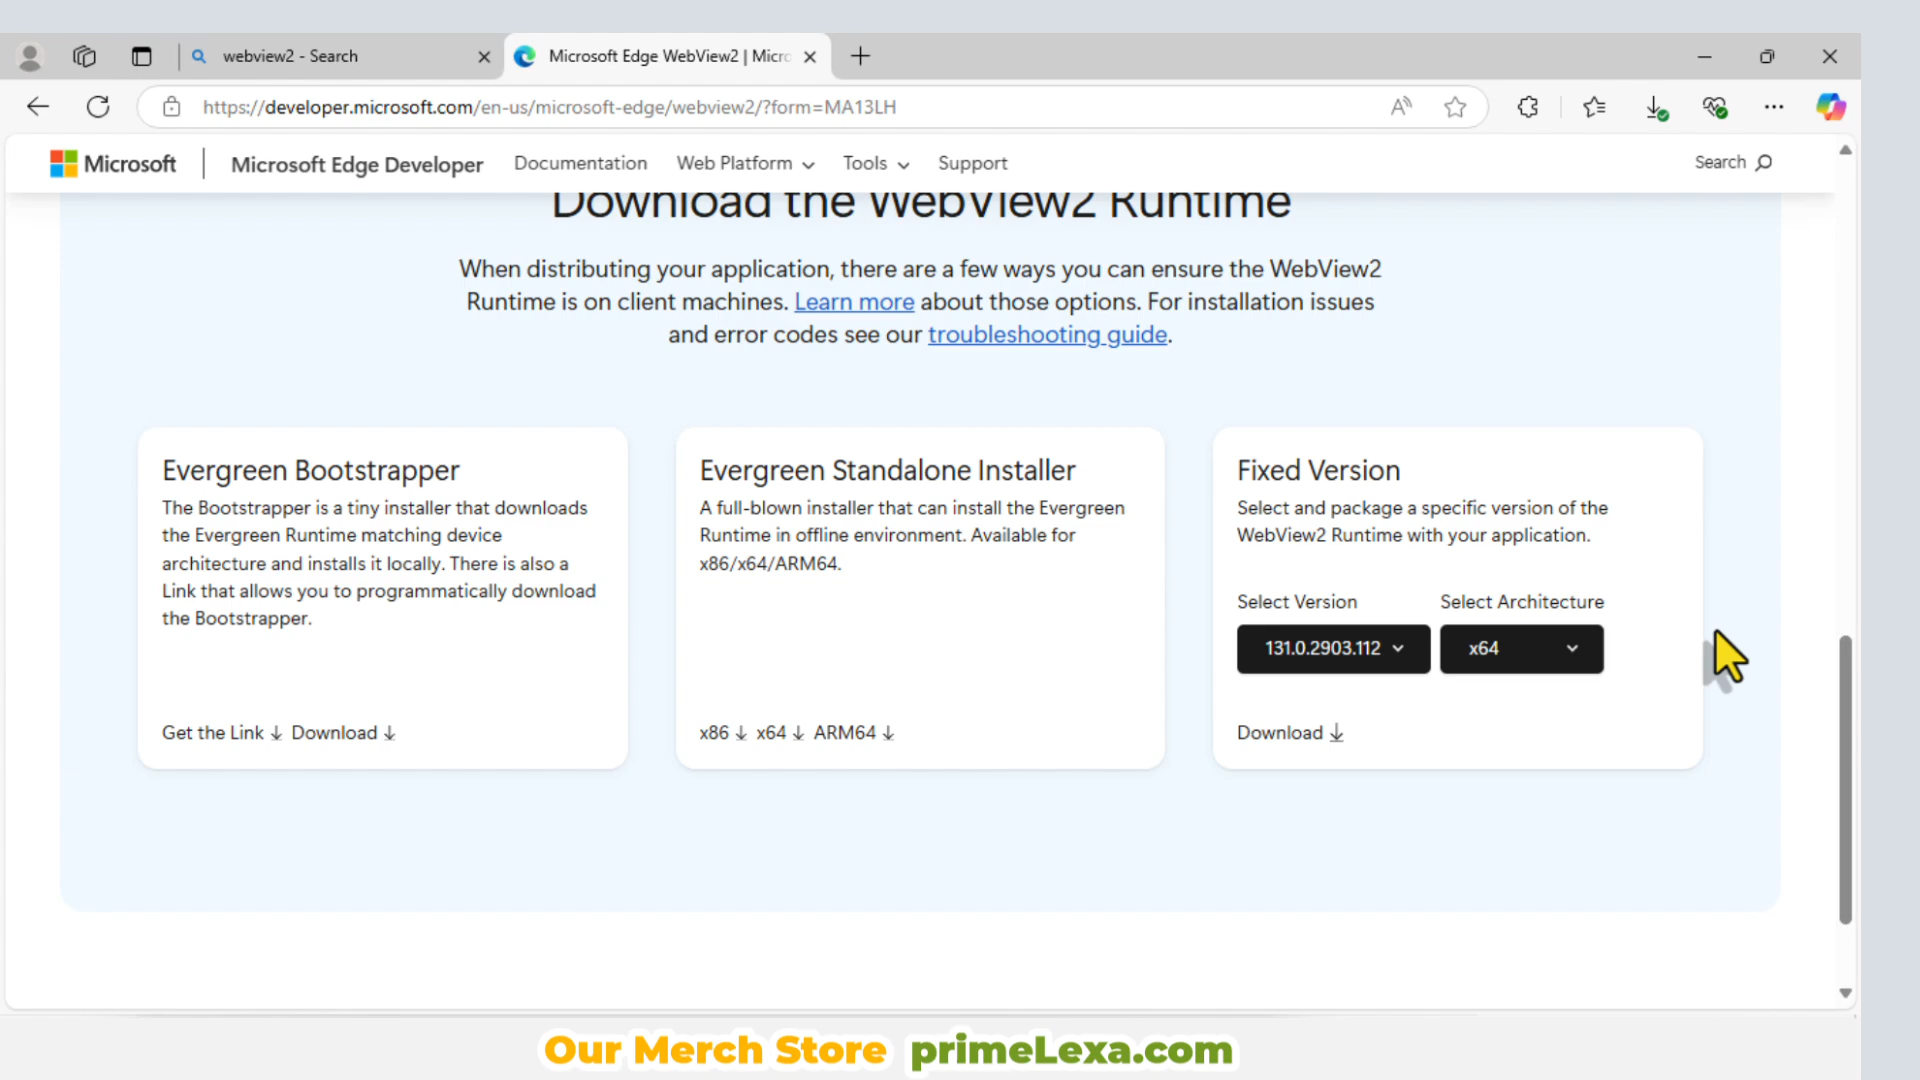 webview2 - Search
Microsoft Edge WebView2 | Micro
https://developer.microsoft.com/en-us/microsoft-edge/webview2/?form=MA13LH
Microsoft
Microsoft Edge Developer
Documentation
Web Platform
Tools
Support
Search
Download the WebView2 Runtime
When distributing your application, there are a few ways you can ensure the WebView2
Runtime is on client machines. Learn more about those options. For installation issues
and error codes see our troubleshooting guide.
Evergreen Bootstrapper
The Bootstrapper is a tiny installer that downloads
the Evergreen Runtime matching device
architecture and installs it locally. There is also a
Link that allows you to programmatically download
the Bootstrapper.
Get the Link ↓ Download ↓
Evergreen Standalone Installer
A full-blown installer that can install the Evergreen
Runtime in offline environment. Available for
x86/x64/ARM64.
x86 ↓ x64 ↓ ARM64 ↓
Fixed Version
Select and package a specific version of the
WebView2 Runtime with your application.
Select Version
Select Architecture
131.0.2903.112
x64
Download ↓
Our Merch Store primeLexa.com